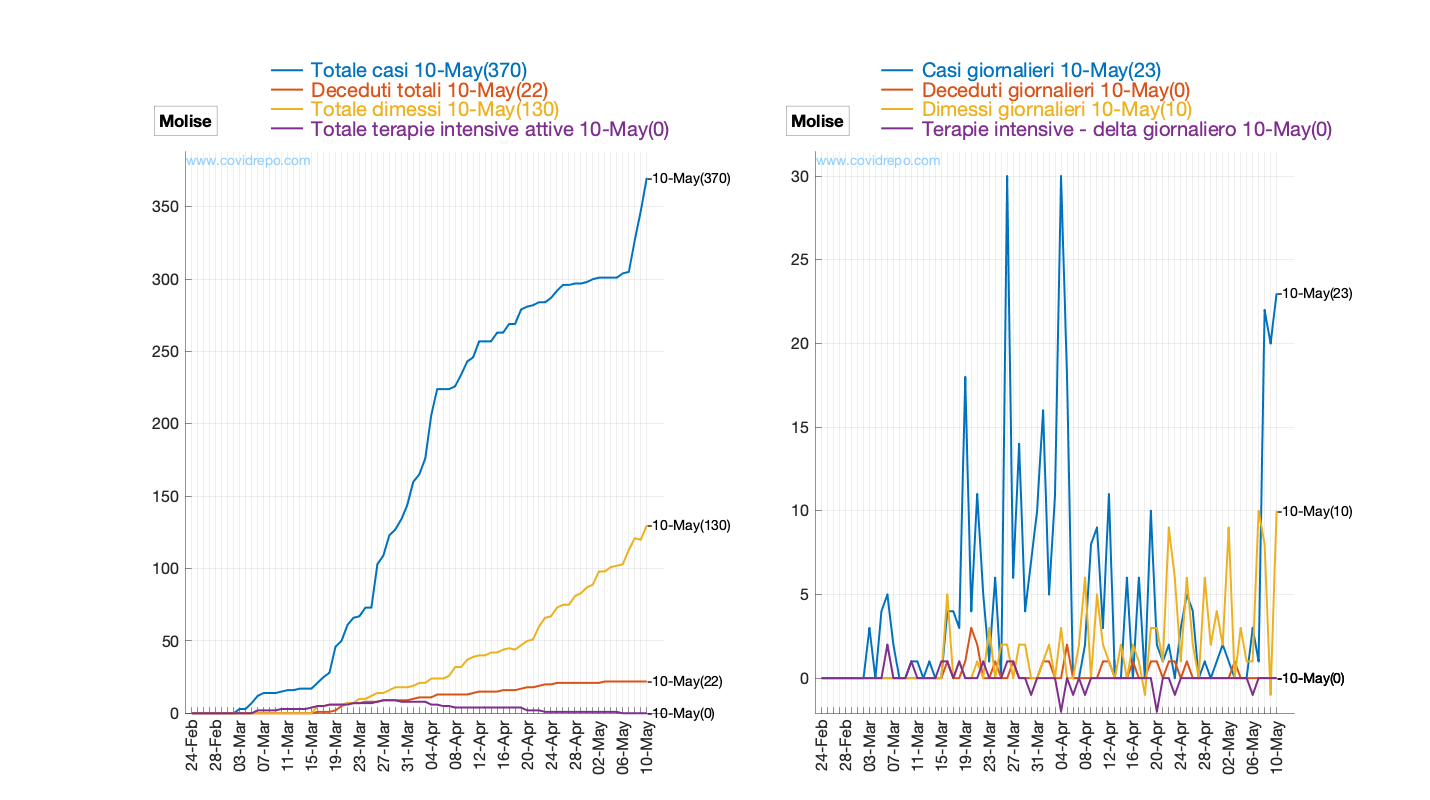 Totale casi 10-May(370)
Deceduti totali 10-May(22)
Totale dimessi 10-May(130)
Totale terapie intensive attive 10-May(0)
Molise
www.covidrepo.com
10-May(370)
350
300
250
200
150
100
50
0
10-May(130)
10-May(22)
10-May(0)
24-Feb
28-Feb
03-Mar
07-Mar
11-Mar
15-Mar
19-Mar
23-Mar
27-Mar
31-Mar
04-Apr
08-Apr
12-Apr
16-Apr
20-Apr
24-Apr
28-Apr
02-May
06-May
10-May
Casi giornalieri 10-May(23)
Deceduti giornalieri 10-May(0)
Dimessi giornalieri 10-May(10)
Terapie intensive - delta giornaliero 10-May(0)
Molise
www.covidrepo.com
30
25
20
15
10
5
0
10-May(23)
10-May(10)
10-May(0)
24-Feb
28-Feb
03-Mar
07-Mar
11-Mar
15-Mar
19-Mar
23-Mar
27-Mar
31-Mar
04-Apr
08-Apr
12-Apr
16-Apr
20-Apr
24-Apr
28-Apr
02-May
06-May
10-May